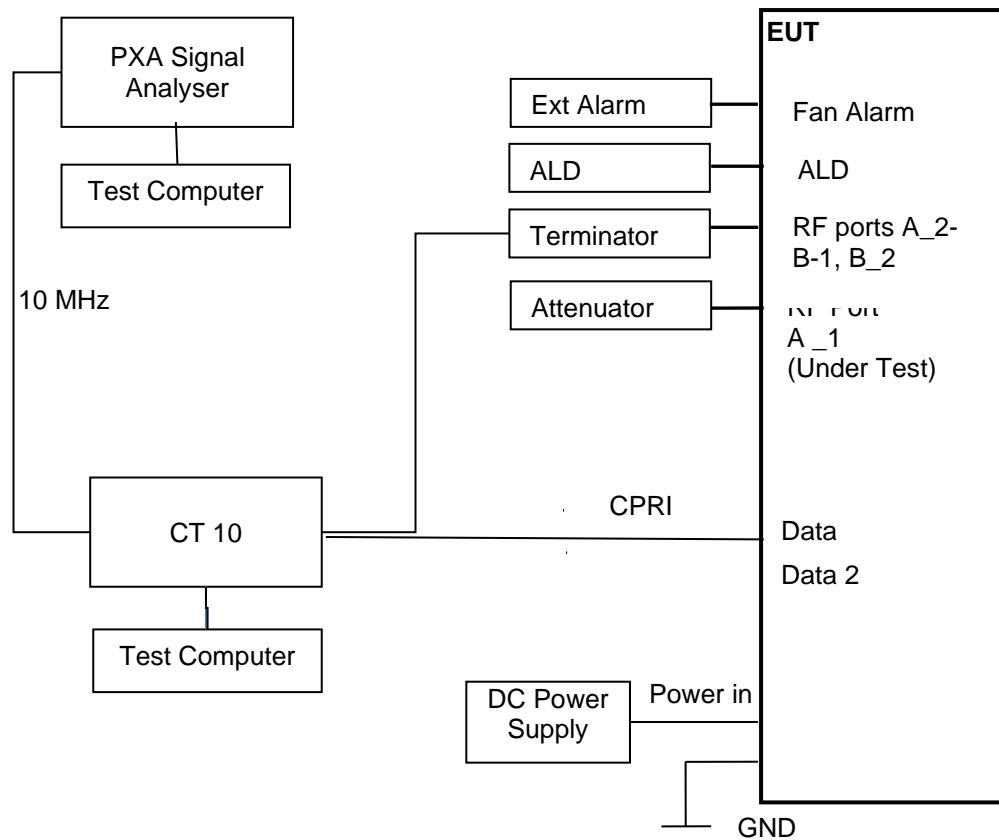 EUT
PXA Signal
Analyser
Ext Alarm
Fan Alarm
Test Computer
ALD
ALD
Terminator
RF ports A_2-
B-1, B_2
10 MHz
Attenuator
RF Port
A _1
(Under Test)
CT 10
CPRI
Data
Data 2
Test Computer
DC Power
Supply
Power in
GND